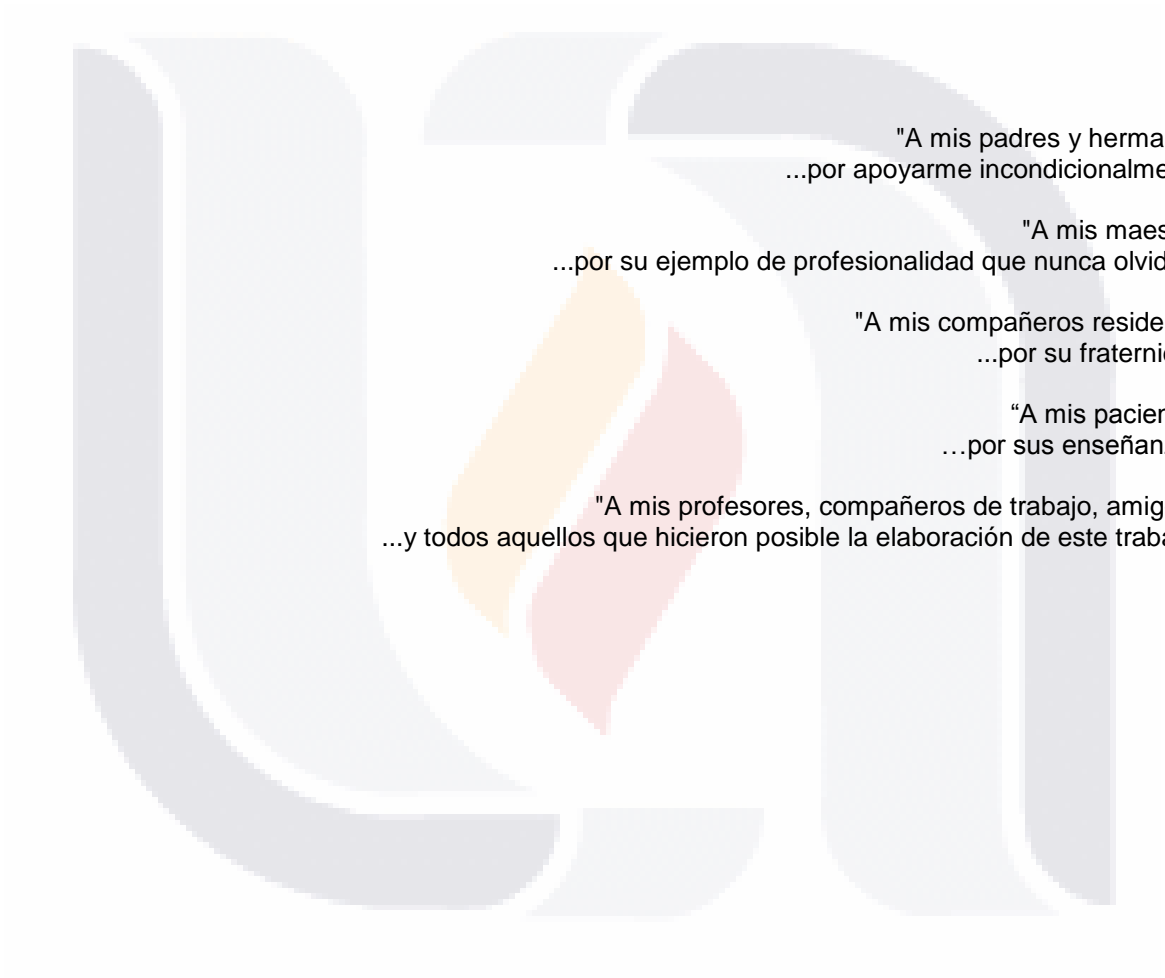 "A mis padres y herma
...por apoyarme incondicionalme
"A mis maes
...por su ejemplo de profesionalidad que nunca olvid
"A mis compañeros reside
...por su fraterni
“A mis pacien
…por sus enseñan
"A mis profesores, compañeros de trabajo, amig
...y todos aquellos que hicieron posible la elaboración de este traba